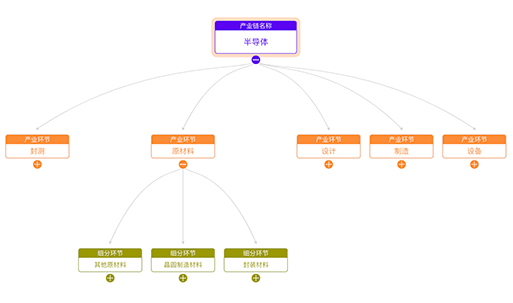 产业链名称
半导体
产业环节
封测
产业环节
原材料
产业环节
设计
产业环节
制造
产业环节
设备
细分环节
其他原材料
细分环节
晶圆制造材料
细分环节
封装材料